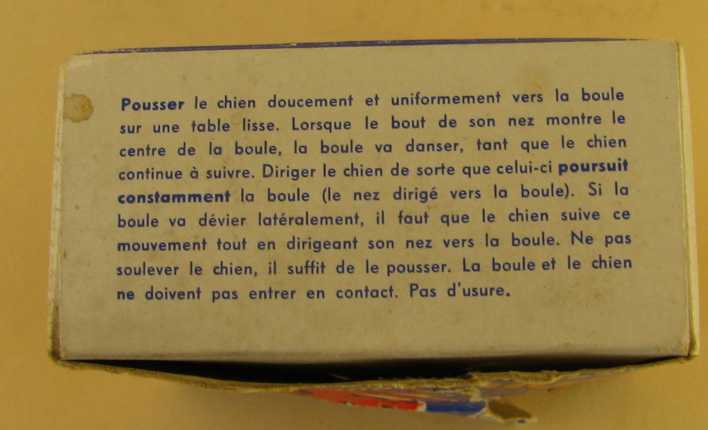 Pousser le chien doucement et uniformement vers la boule
sur une table lisse. Lorsque le bout de son nez montre le
centre de la boule, la boule va danser, tant que le chien
continue à suivre. Diriger le chien de sorte que celui-ci poursuit
constamment la boule (le nez dirigé vers la boule). Si la
boule va dévier latéralement, il faut que le chien suive ce
mouvement tout en dirigeant son nez vers la boule. Ne pas
soulever le chien, il suffit de le pousser. La boule et le chien
ne doivent pas entrer en contact. Pas d'usure.